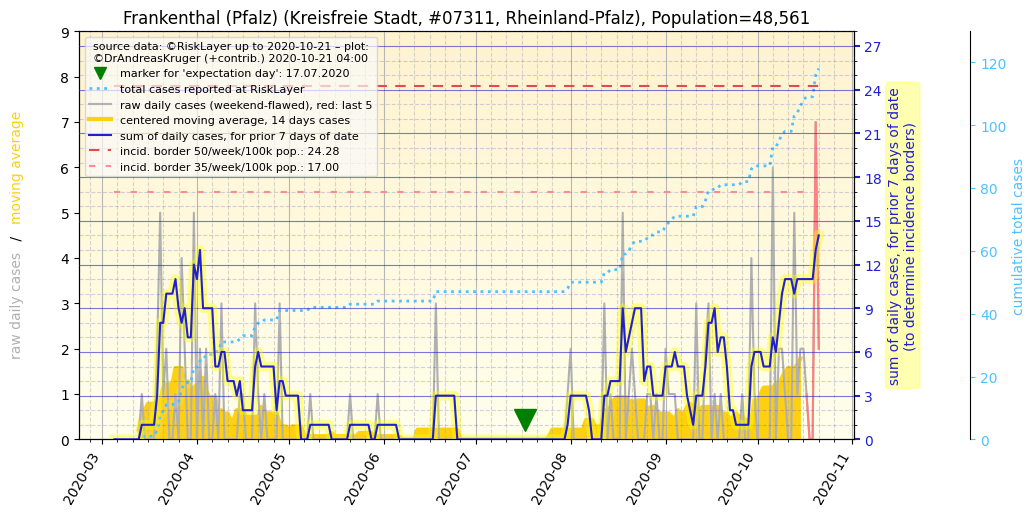 Frankenthal (Pfalz) (Kreisfreie Stadt, #07311, Rheinland-Pfalz), Population=48,561
source data: ©RiskLayer up to 2020-10-21 – plot:
©DrAndreasKruger (+contrib.) 2020-10-21 04:00
marker for 'expectation day': 17.07.2020
total cases reported at RiskLayer
raw daily cases (weekend-flawed), red: last 5
centered moving average, 14 days cases
sum of daily cases, for prior 7 days of date
incid. border 50/week/100k pop.: 24.28
incid. border 35/week/100k pop.: 17.00
raw daily cases / moving average
9
8
7
6
5
4
3
2
1
0
27
24
21
18
15
12
9
6
3
0
sum of daily cases, for prior 7 days of date
(to determine incidence borders)
120
100
80
60
40
20
0
cumulative total cases
2020-03
2020-04
2020-05
2020-06
2020-07
2020-08
2020-09
2020-10
2020-11